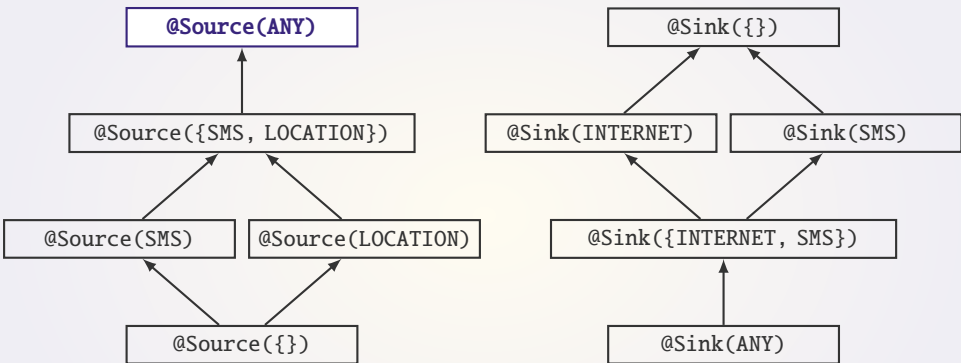 @Source(ANY)
@Source({SMS, LOCATION})
@Source(SMS)
@Source(LOCATION)
@Source({})
@Sink({})
@Sink(INTERNET)
@Sink(SMS)
@Sink({INTERNET, SMS})
@Sink(ANY)